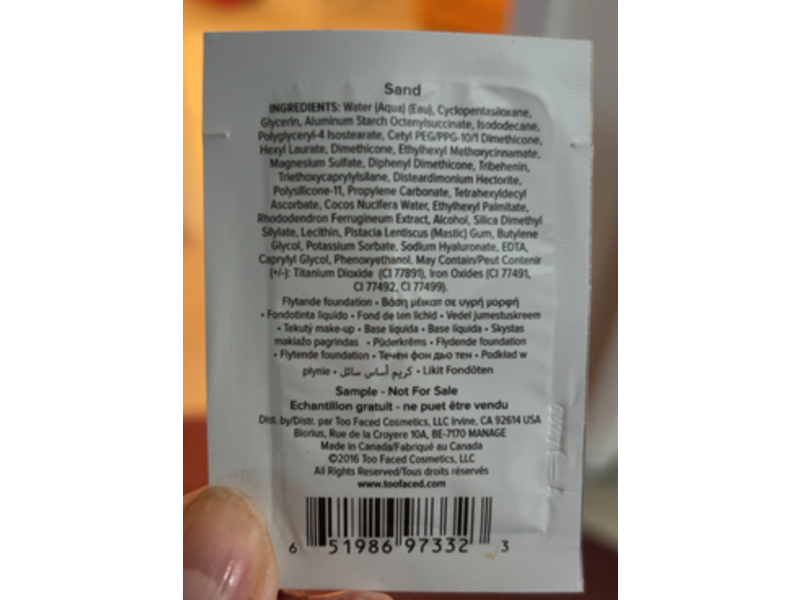 Sand
INGREDIENTS: Water (Aqua) (Eau), Cyclopentasiloxane,
Glycerin, Aluminum Starch Octenylsuccinate, Isododecane,
Polyglyceryl-4 Isostearate, Cetyl PEG/PPG-10/1 Dimethicone,
Hexyl Laurate, Dimethicone, Ethylhexyl Methoxycinnamate,
Magnesium Sulfate, Diphenyl Dimethicone, Tribehenin,
Triethoxycaprylylsilane, Disteardimonium Hectorite,
Polysilicone-11, Propylene Carbonate, Tetrahexyldecyl
Ascorbate, Cocos Nucifera Water, Ethylhexyl Palmitate,
Rhododendron Ferrugineum Extract, Alcohol, Silica Dimethyl
Silylate, Lecithin, Pistacia Lentiscus (Mastic) Gum, Butylene
Glycol, Potassium Sorbate, Sodium Hyaluronate, EDTA,
Caprylyl Glycol, Phenoxyethanol. May Contain/Peut Contenir
(+/-): Titanium Dioxide (CI 77891), Iron Oxides (CI 77491,
CI 77492, CI 77499).
Flytande foundation • Βάση μέικαπ σε υγρή μορφή
• Fondotinta liquido • Fond de ten lichid • Vedel jumestuskreem
• Tekutý make-up • Base líquida • Base líquida • Skystas
makiažo pagrindas • Púderkrém • Flydende foundation
• Flytende foundation • Течен фон дьо тен • Podkład w
płynie • كريم أساس سائل • Likit Fondöten
Sample - Not For Sale
Echantillon gratuit - ne puet être vendu
Dist. by/Distr. par Too Faced Cosmetics, LLC Irvine, CA 92614 USA
Biorius, Rue de la Croyere 10A, BE-7170 MANAGE
Made in Canada/Fabriqué au Canada
©2016 Too Faced Cosmetics, LLC
All Rights Reserved/Tous droits réservés
www.toofaced.com
6 51986 97332 3